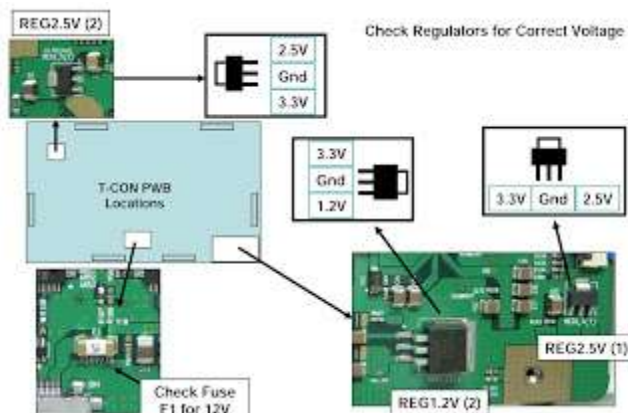 REG2.5V (2)
Check Regulators for Correct Voltage
2.5V
Gnd
3.3V
T-CON PWB
Locations
3.3V
Gnd
1.2V
3.3V Gnd 2.5V
REG2.5V (1)
Check Fuse
F1 for 12V
REG1.2V (2)